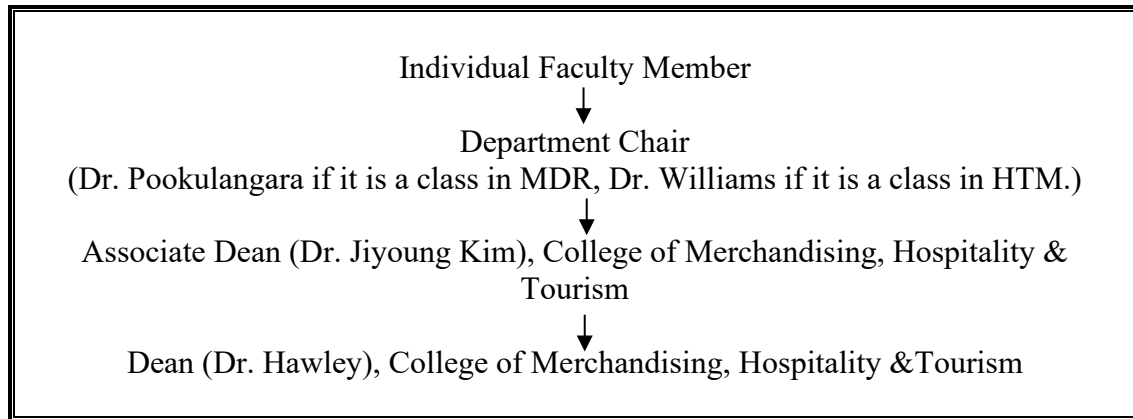 Individual Faculty Member
Department Chair
(Dr. Pookulangara if it is a class in MDR, Dr. Williams if it is a class in HTM.)
Associate Dean (Dr. Jiyoung Kim), College of Merchandising, Hospitality &
Tourism
Dean (Dr. Hawley), College of Merchandising, Hospitality &Tourism